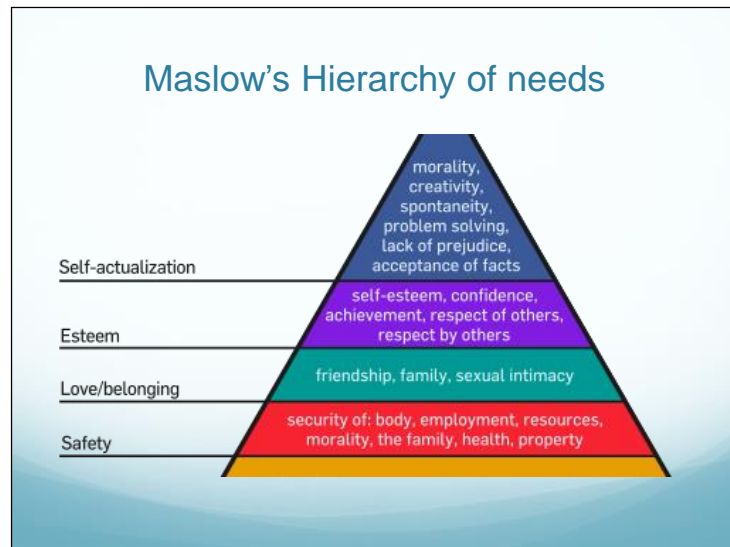 Maslow's Hierarchy of needs
morality,
creativity,
spontaneity,
problem solving,
lack of prejudice,
acceptance of facts
Self-actualization
self-esteem, confidence,
achievement, respect of others,
respect by others
Esteem
friendship, family, sexual intimacy
Love/belonging
security of: body, employment, resources,
morality, the family, health, property
Safety